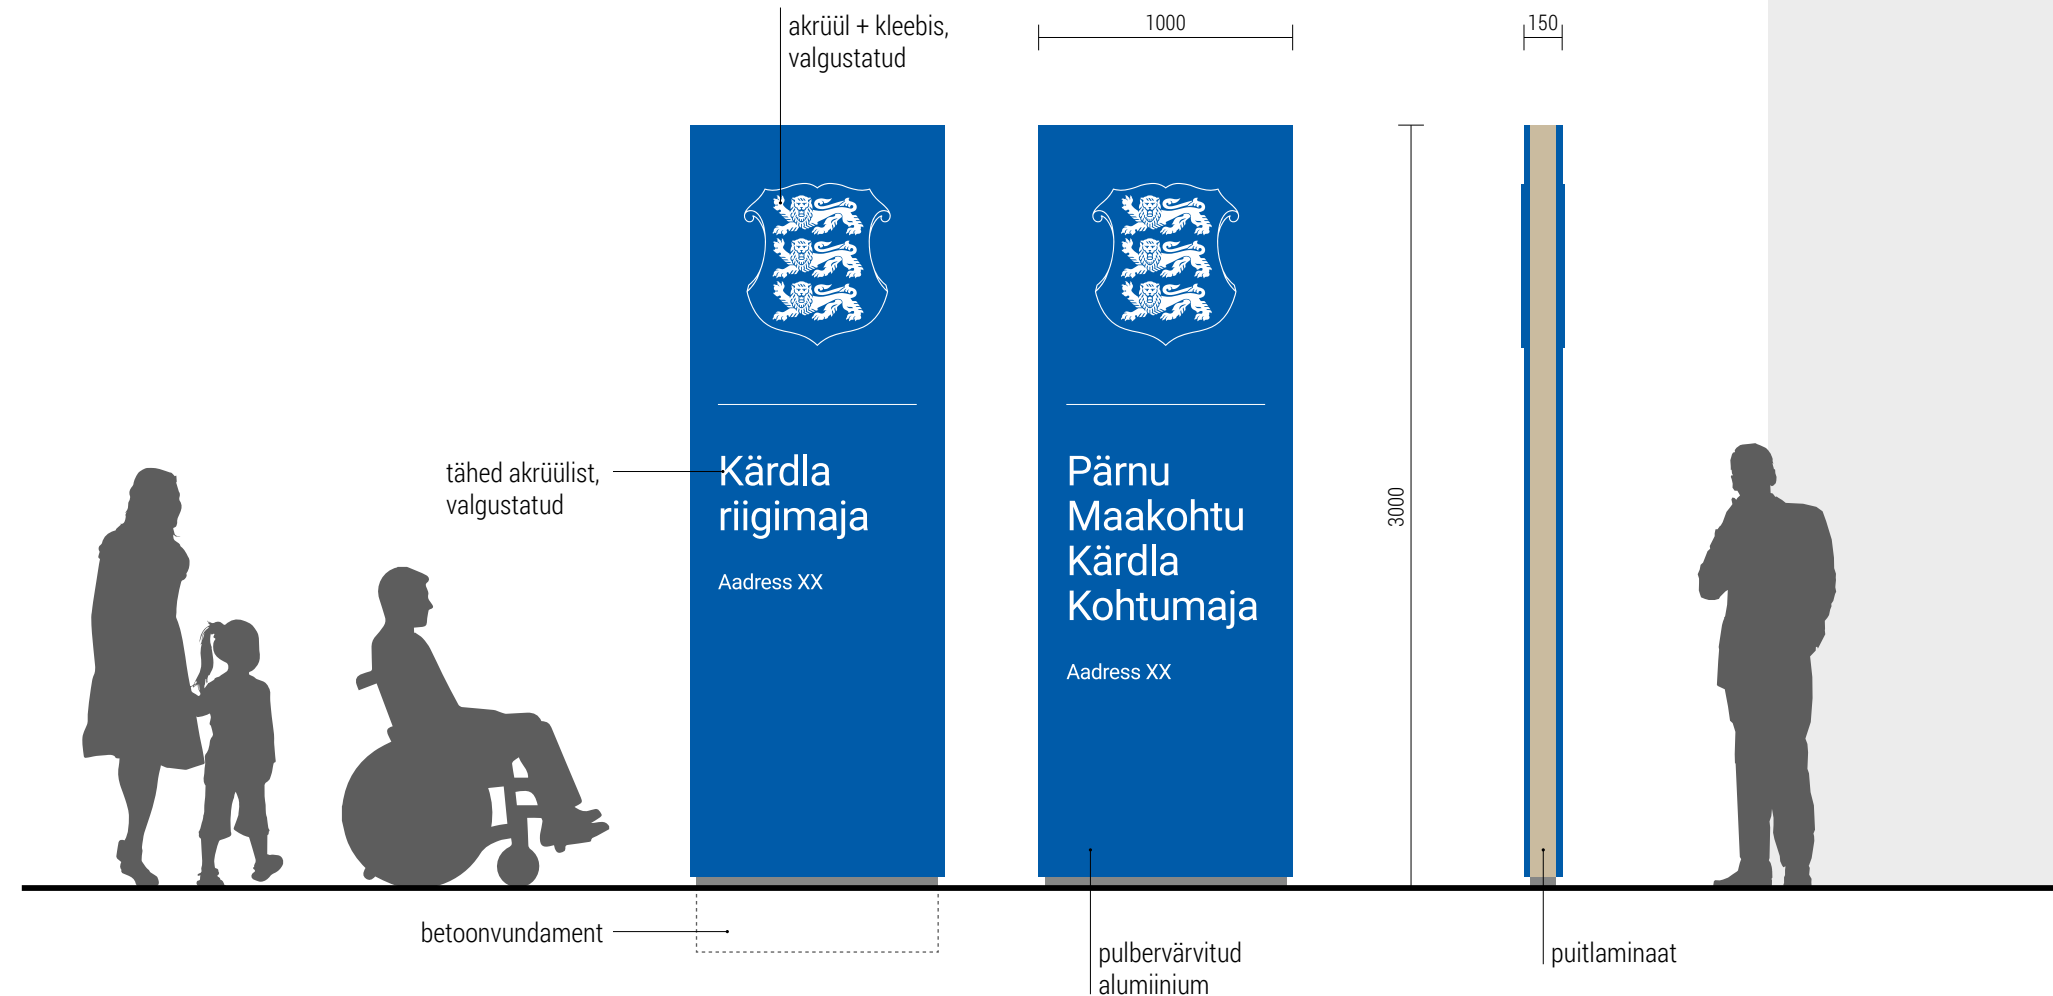 akrüül + kleebis,
valgustatud
1000
150
tähed akrüülist,
valgustatud
Kärdla
riigimaja
Aadress XX
Pärnu
Maakohtu
Kärdla
Kohtumaja
Aadress XX
3000
betoonvundament
pulbervärvitud
alumiinium
puitlaminaat